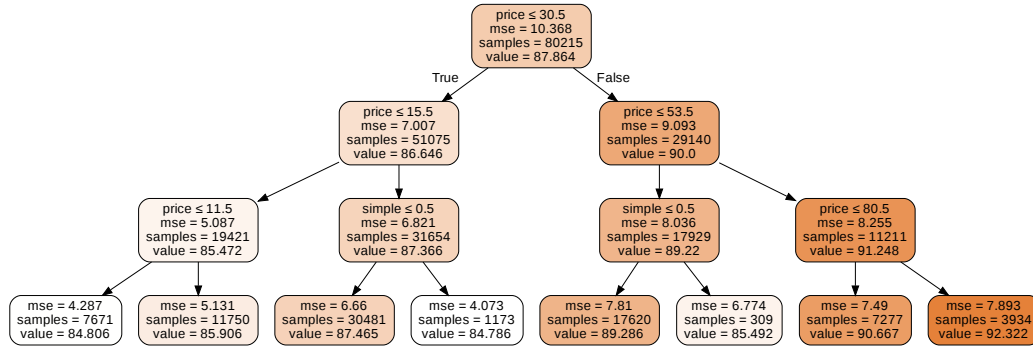 price ≤ 30.5
mse = 10.368
samples = 80215
value = 87.864
True
False
price ≤ 15.5
mse = 7.007
samples = 51075
value = 86.646
price ≤ 53.5
mse = 9.093
samples = 29140
value = 90.0
price ≤ 11.5
mse = 5.087
samples = 19421
value = 85.472
simple ≤ 0.5
mse = 6.821
samples = 31654
value = 87.366
simple ≤ 0.5
mse = 8.036
samples = 17929
value = 89.22
price ≤ 80.5
mse = 8.255
samples = 11211
value = 91.248
mse = 4.287
samples = 7671
value = 84.806
mse = 5.131
samples = 11750
value = 85.906
mse = 6.66
samples = 30481
value = 87.465
mse = 4.073
samples = 1173
value = 84.786
mse = 7.81
samples = 17620
value = 89.286
mse = 6.774
samples = 309
value = 85.492
mse = 7.49
samples = 7277
value = 90.667
mse = 7.893
samples = 3934
value = 92.322